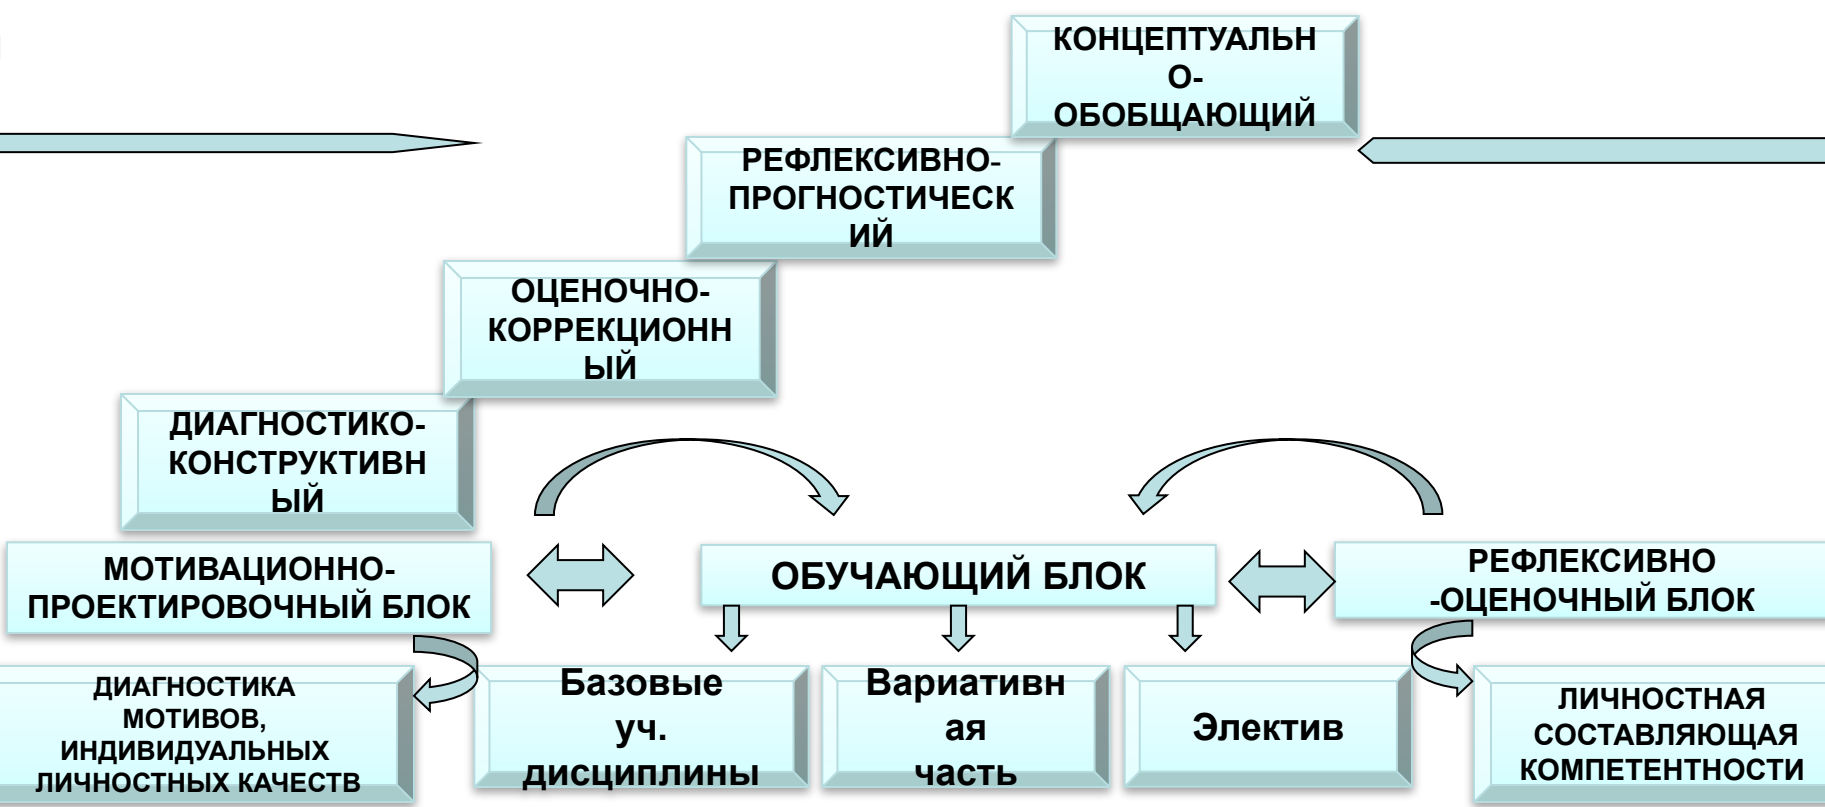 КОНЦЕПТУАЛЬН
О-
ОБОБЩАЮЩИЙ
РЕФЛЕКСИВНО-
ПРОГНОСТИЧЕСК
ИЙ
ОЦЕНОЧНО-
КОРРЕКЦИОНН
ЫЙ
ДИАГНОСТИКО-
КОНСТРУКТИВН
ЫЙ
МОТИВАЦИОННО-
ПРОЕКТИРОВОЧНЫЙ БЛОК
ОБУЧАЮЩИЙ БЛОК
РЕФЛЕКСИВНО
-ОЦЕНОЧНЫЙ БЛОК
ДИАГНОСТИКА
МОТИВОВ,
ИНДИВИДУАЛЬНЫХ
ЛИЧНОСТНЫХ КАЧЕСТВ
Базовые
уч.
дисциплины
Вариативн
ая
часть
Электив
ЛИЧНОСТНАЯ
СОСТАВЛЯЮЩАЯ
КОМПЕТЕНТНОСТИ